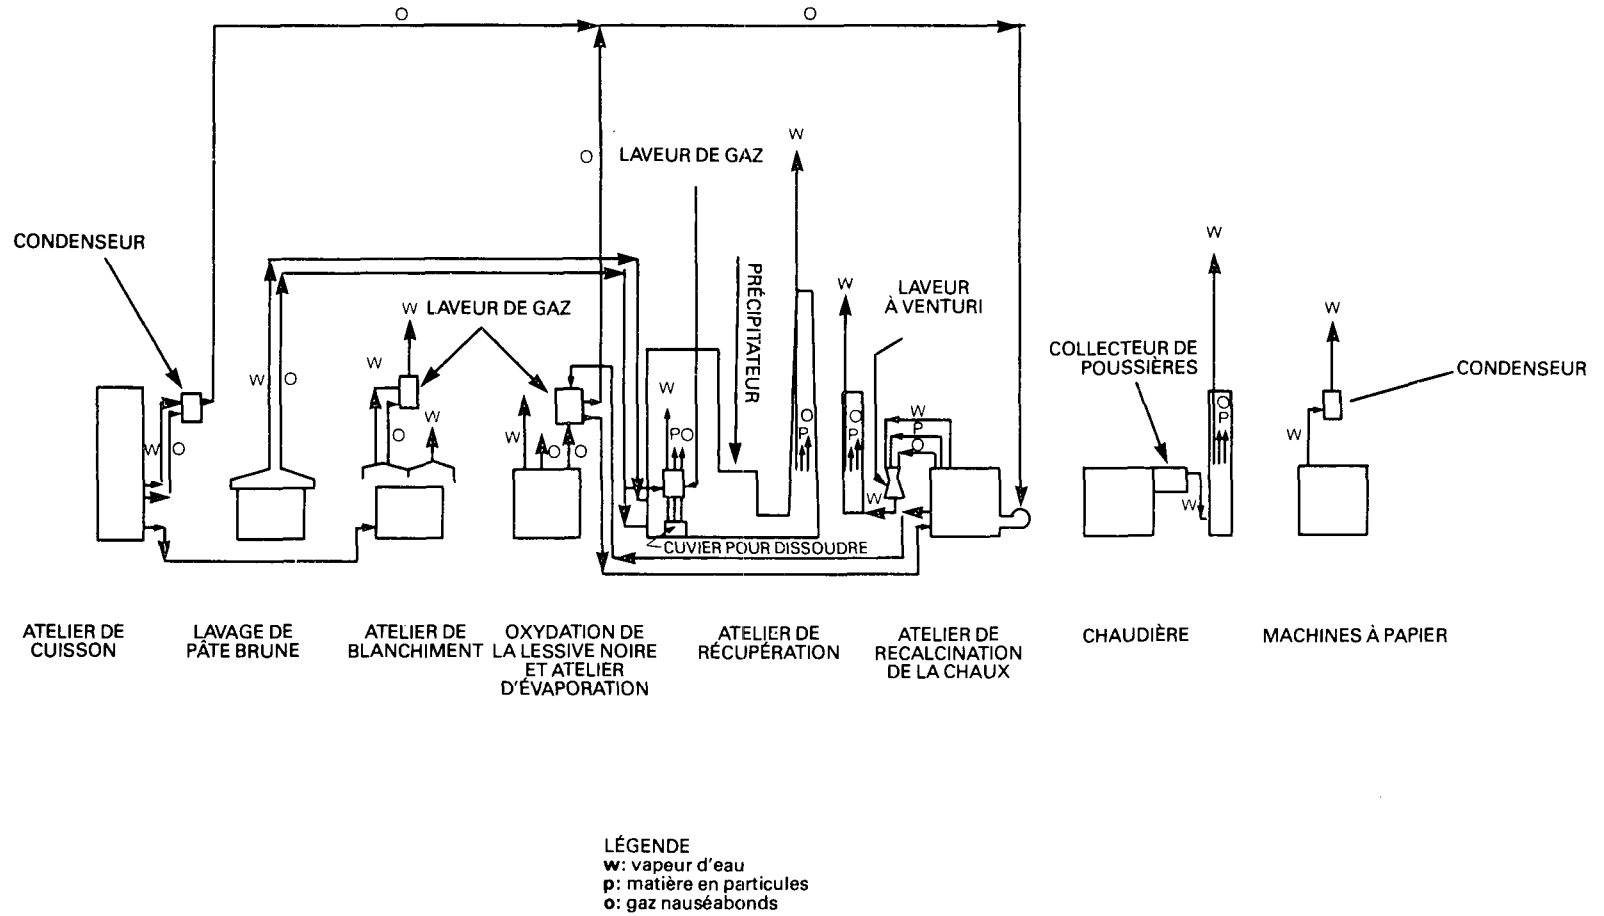 O
O
W
O
LAVEUR DE GAZ
W
CONDENSEUR
PRÉCIPITATEUR
W
LAVEUR
À VENTURI
W
LAVEUR DE GAZ
W
COLLECTEUR DE
POUSSIÈRES
CONDENSEUR
W
O
W
W
W
O
P
O
P
O
P
W
P
O
W
O
W
O
W
O
O
P O
W
W
W
CUVIER POUR DISSOUDRE
ATELIER DE
CUISSON
LAVAGE DE
PÂTE BRUNE
ATELIER DE
BLANCHIMENT
OXYDATION DE
LA LESSIVE NOIRE
ET ATELIER
D'ÉVAPORATION
ATELIER DE
RÉCUPÉRATION
ATELIER DE
RECALCINATION
DE LA CHAUX
CHAUDIÈRE
MACHINES À PAPIER
LÉGENDE
w: vapeur d'eau
p: matière en particules
o: gaz nauséabonds